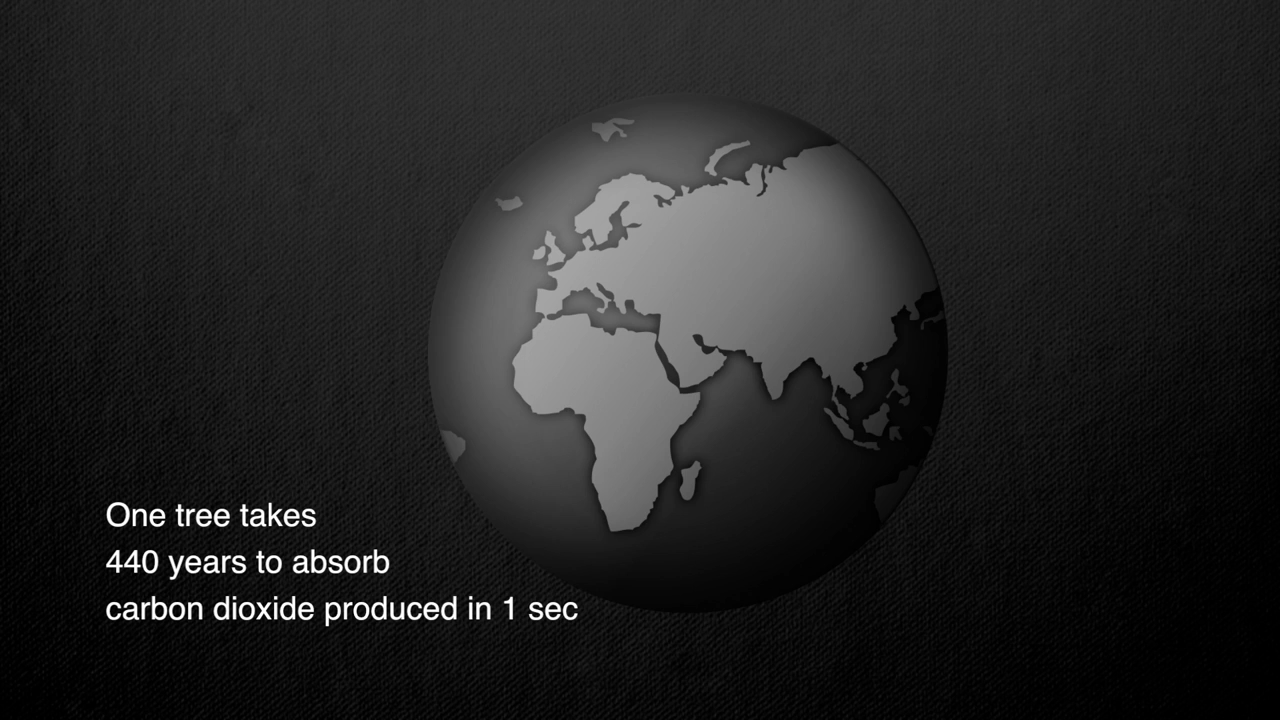 One tree takes
440 years to absorb
carbon dioxide produced in 1 sec